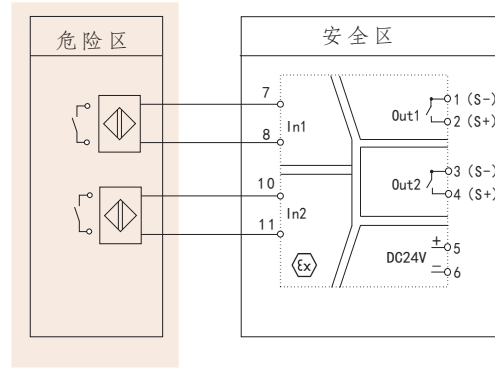 危险区
安全区
7
8
In1
10
11
In2
Out1
1 (S-)
2 (S+)
Out2
3 (S-)
4 (S+)
DC24V
+
5
—
6
εx